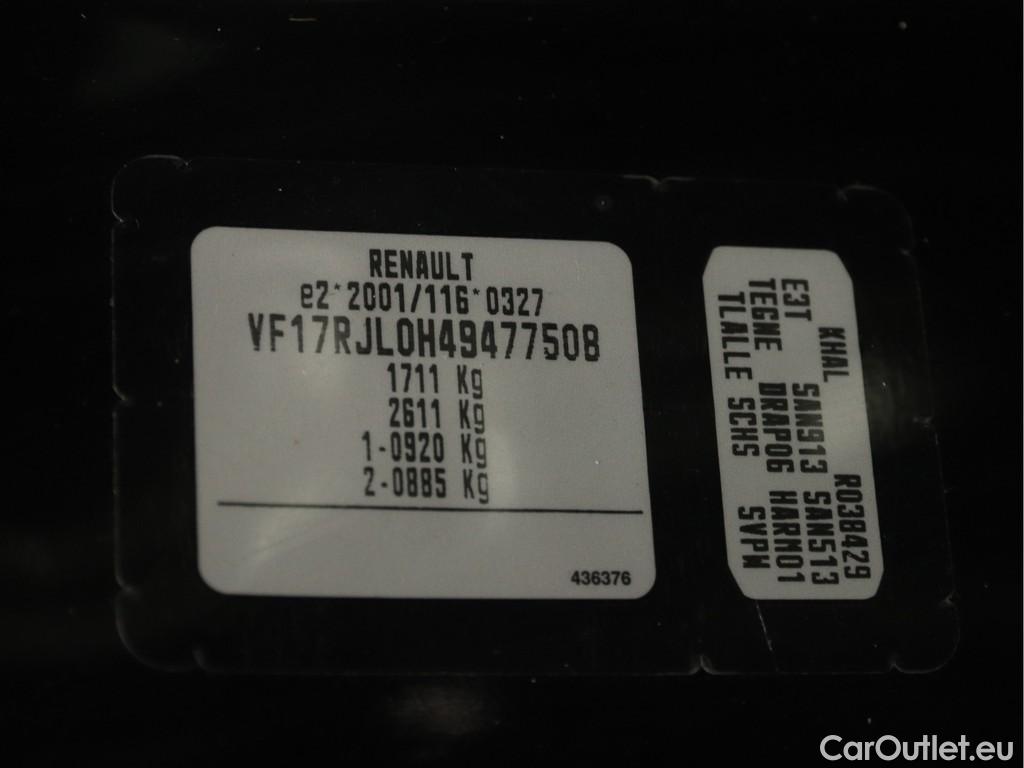 RENAULT
e2*2001/116*0327
VF17RJL0H49477508
1711 Kg
2611 Kg
1-0920 Kg
2-0885 Kg
436376
KHAL R038429
E3T SAN913 SAN513
TEGNE DRAP06 HARM01
TLALLE SCHS SVPW
CarOutlet.eu